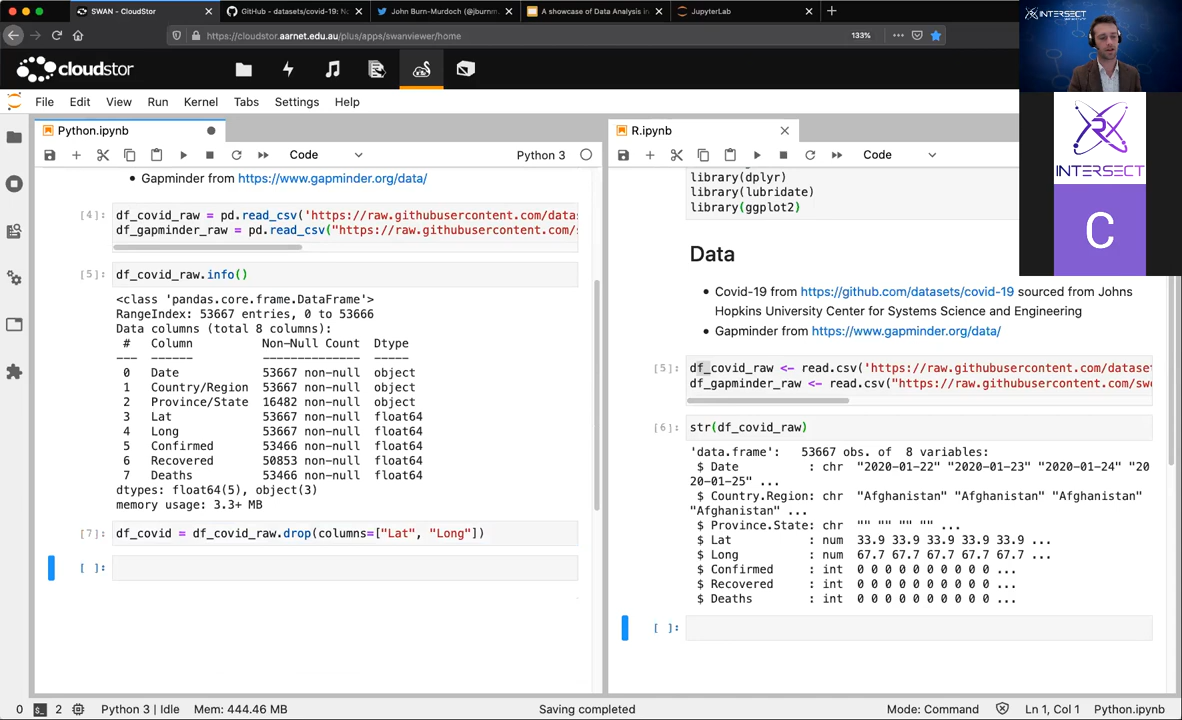 SWAN - CloudStor
GitHub - datasets/covid-19: No
John Burn-Murdoch (@jburnm
A showcase of Data Analysis in
JupyterLab
https://cloudstor.aarnet.edu.au/plus/apps/swanviewer/home
133%
INTERSECT
cloudstor
File Edit View Run Kernel Tabs Settings Help
Python.ipynb
Code
Python 3
Gapminder from https://www.gapminder.org/data/
[4]: df_covid_raw = pd.read_csv('https://raw.githubusercontent.com/datas
df_gapminder_raw = pd.read_csv("https://raw.githubusercontent.com/s
[5]: df_covid_raw.info()
<class 'pandas.core.frame.DataFrame'>
RangeIndex: 53667 entries, 0 to 53666
Data columns (total 8 columns):
# Column Non-Null Count Dtype
--- ------ -------------- -----
0 Date 53667 non-null object
1 Country/Region 53667 non-null object
2 Province/State 16482 non-null object
3 Lat 53667 non-null float64
4 Long 53667 non-null float64
5 Confirmed 53466 non-null float64
6 Recovered 50853 non-null float64
7 Deaths 53466 non-null float64
dtypes: float64(5), object(3)
memory usage: 3.3+ MB
[7]: df_covid = df_covid_raw.drop(columns=["Lat", "Long"])
[ ]:
R.ipynb
Code
library(dplyr)
library(lubridate)
library(ggplot2)
Data
Covid-19 from https://github.com/datasets/covid-19 sourced from Johns
Hopkins University Center for Systems Science and Engineering
Gapminder from https://www.gapminder.org/data/
[5]: df_covid_raw <- read.csv('https://raw.githubusercontent.com/dataset
df_gapminder_raw <- read.csv("https://raw.githubusercontent.com/swc
[6]: str(df_covid_raw)
'data.frame': 53667 obs. of 8 variables:
$ Date : chr "2020-01-22" "2020-01-23" "2020-01-24" "20
20-01-25" ...
$ Country.Region: chr "Afghanistan" "Afghanistan" "Afghanistan"
"Afghanistan" ...
$ Province.State: chr "" "" "" "" ...
$ Lat : num 33.9 33.9 33.9 33.9 33.9 ...
$ Long : num 67.7 67.7 67.7 67.7 67.7 ...
$ Confirmed : int 0 0 0 0 0 0 0 0 0 0 ...
$ Recovered : int 0 0 0 0 0 0 0 0 0 0 ...
$ Deaths : int 0 0 0 0 0 0 0 0 0 0 ...
[ ]:
INTERSECT
C
0 2 Python 3 | Idle Mem: 444.46 MB Saving completed Mode: Command Ln 1, Col 1 Python.ipynb